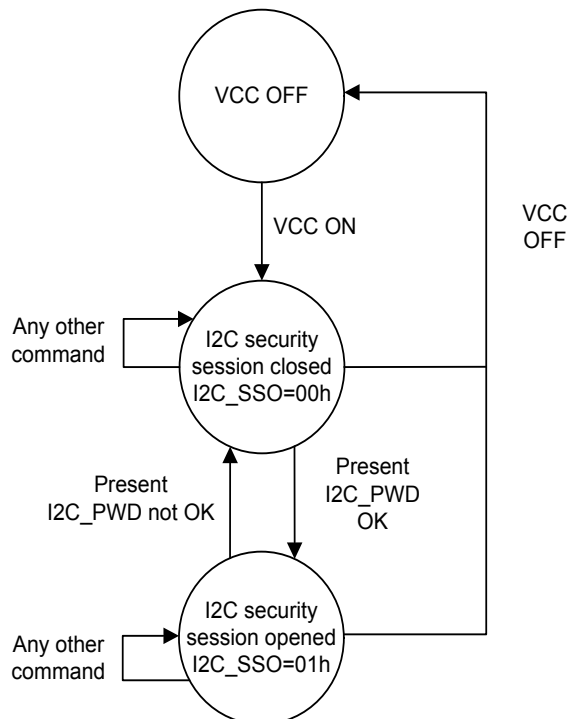 VCC OFF
VCC ON
VCC
OFF
Any other
command
I2C security
session closed
I2C_SSO=00h
Present
I2C_PWD not OK
Present
I2C_PWD
OK
I2C security
session opened
I2C_SSO=01h
Any other
command